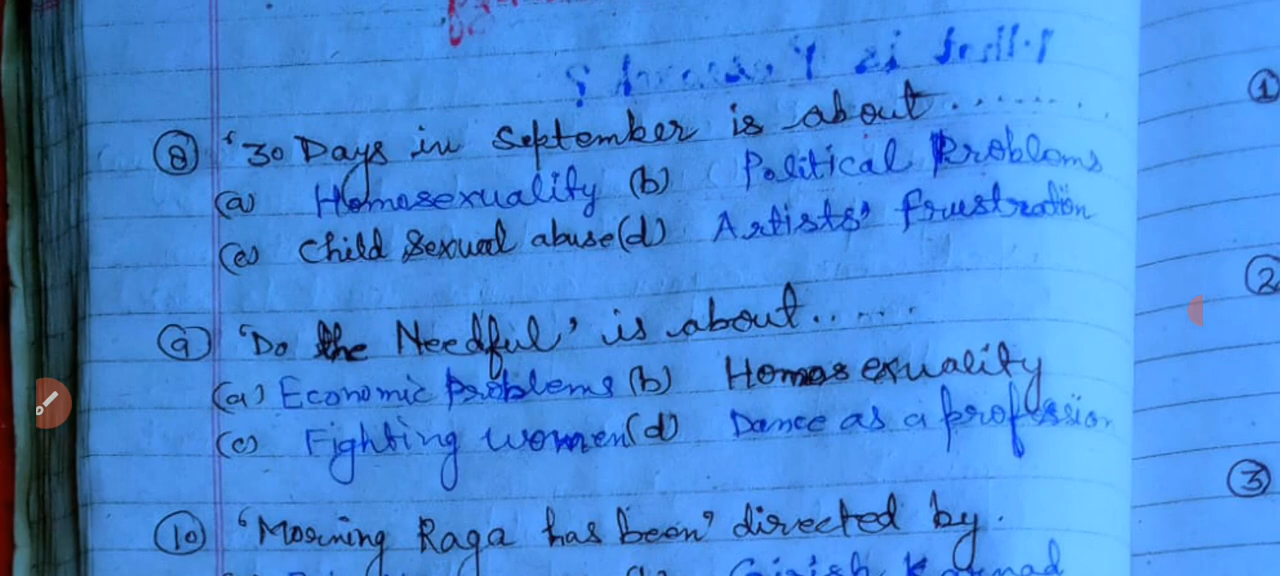 ⑧ '30 Days in September is about.......
(a) Homosexuality (b) Political Problems
(c) Child Sexual abuse (d) Artists' frustration
⑨ 'Do the Needful' is about.....
(a) Economic Problems (b) Homosexuality
(c) Fighting women (d) Dance as a profession
⑩ 'Morning Raga has been' directed by.
Girish Karnad
①
②
③